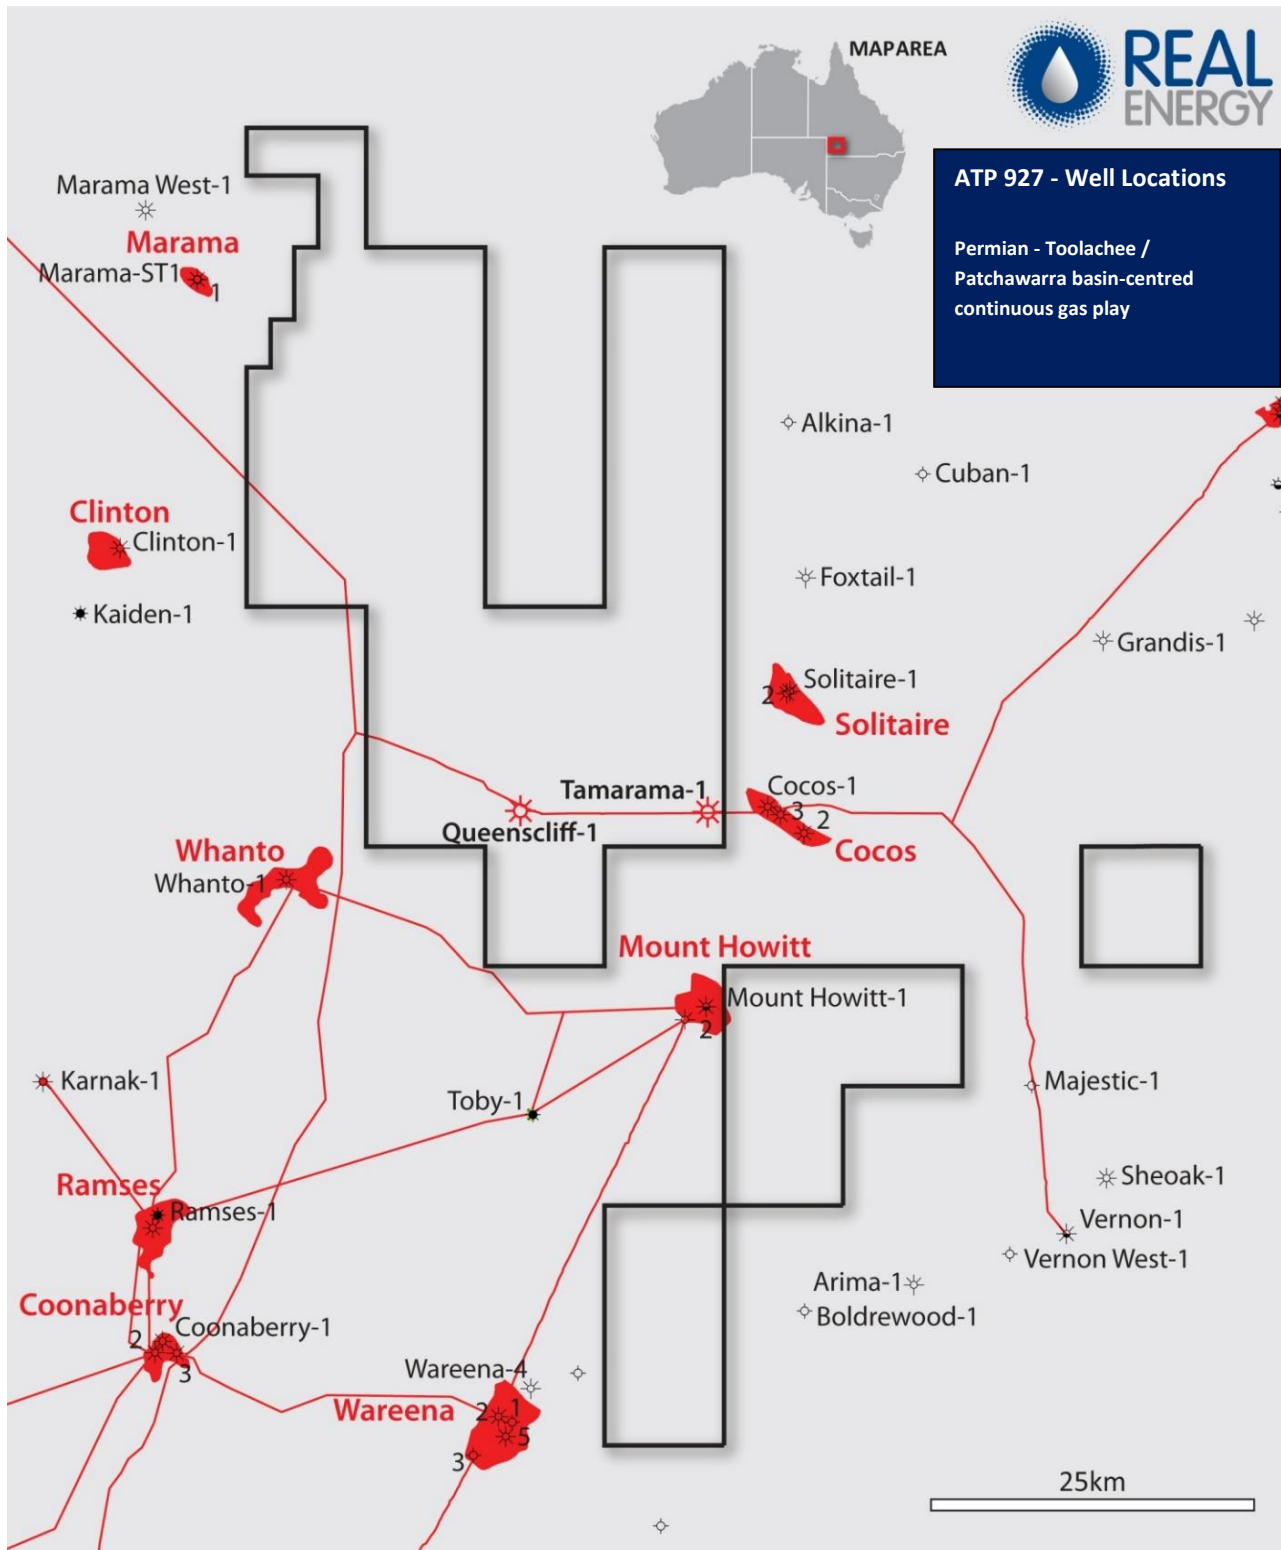 MAPAREA
REAL
ENERGY
ATP 927 - Well Locations
Permian - Toolachee /
Patchawarra basin-centred
continuous gas play
Marama West-1
Marama
Marama-ST1
1
Alkina-1
Cuban-1
Clinton
Clinton-1
Foxtail-1
Kaiden-1
Grandis-1
Solitaire-1
2
Solitaire
Tamarama-1
Cocos-1
3
2
Queenscliff-1
Cocos
Whanto
Whanto-1
Mount Howitt
Mount Howitt-1
2
Karnak-1
Toby-1
Majestic-1
Ramses
Ramses-1
Sheoak-1
Vernon-1
Vernon West-1
Arima-1
Boldrewood-1
Coonaberry
Coonaberry-1
2
3
Wareena-4
Wareena
2
1
5
3
25km